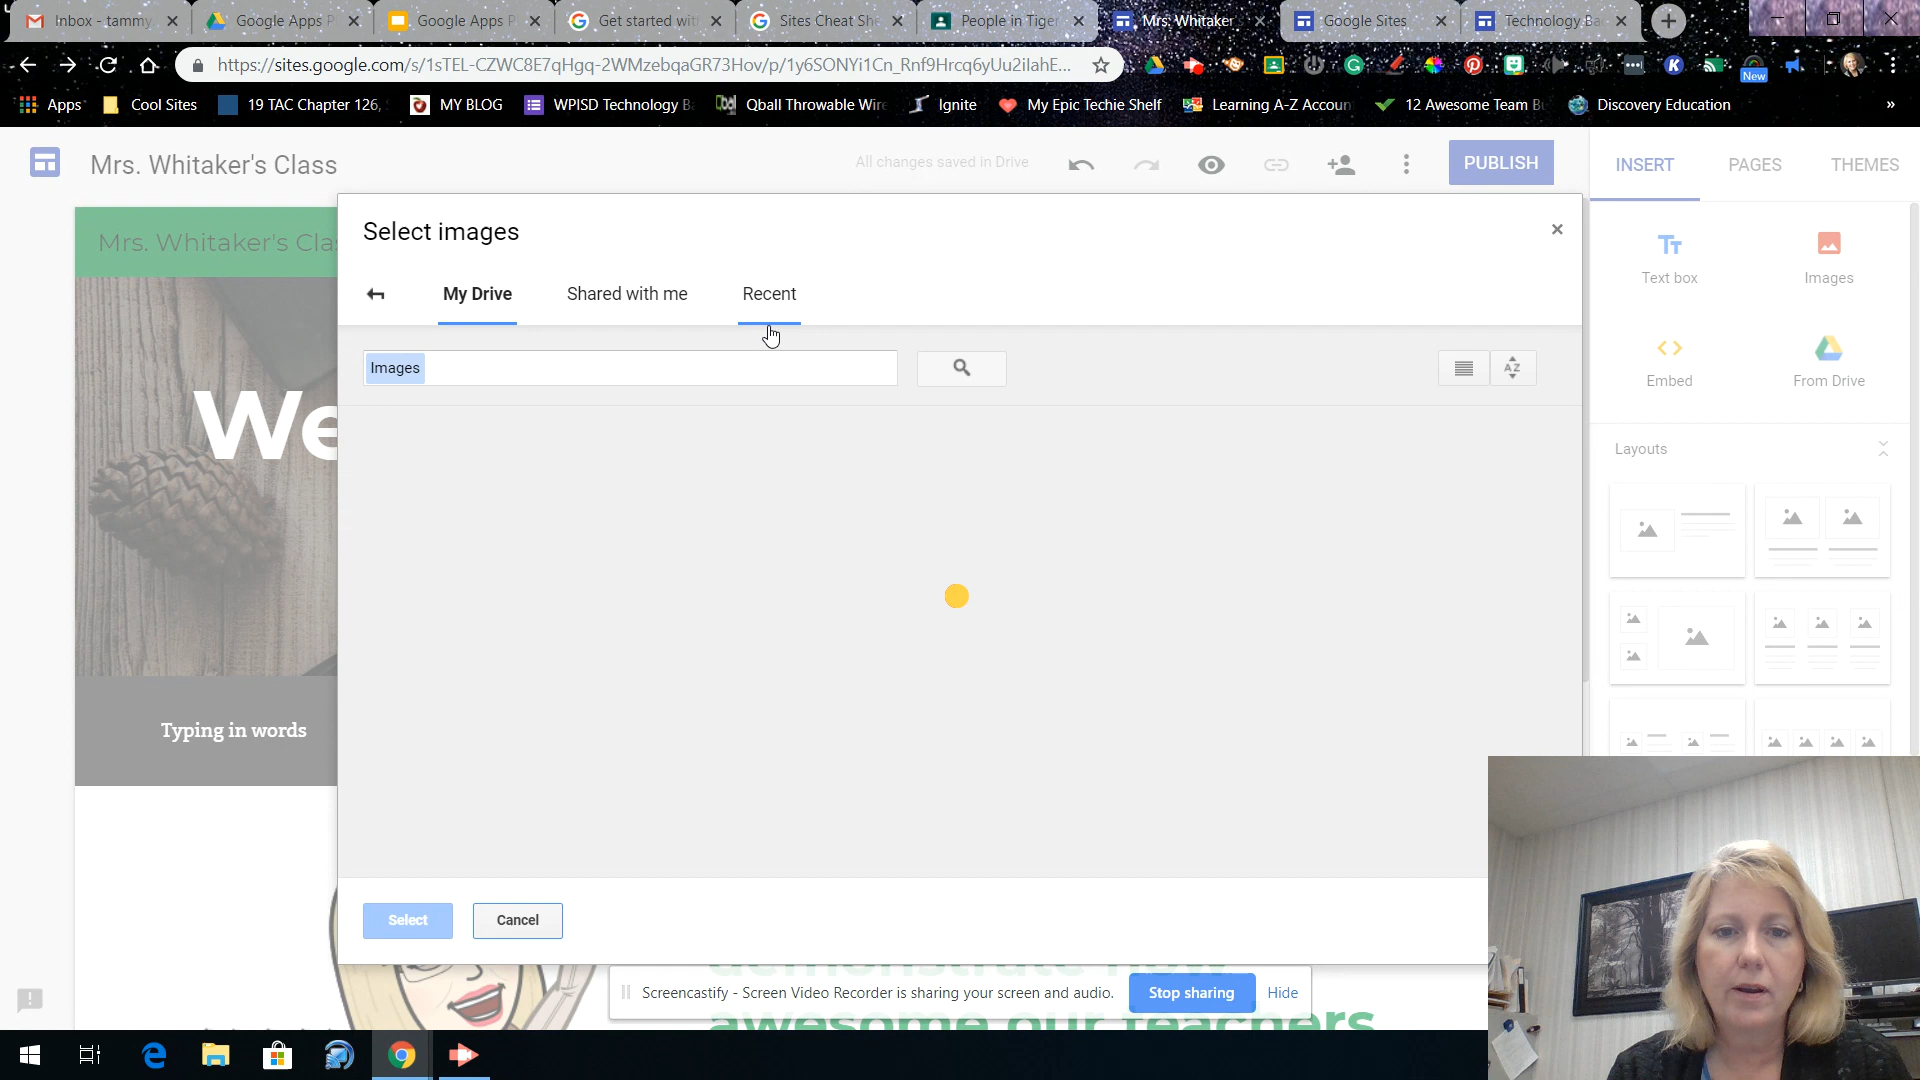 Inbox - tammy
Google Apps P
Google Apps P
Get started wit
Sites Cheat She
People in Tiger
Mrs. Whitaker
Google Sites
Technology Ba
https://sites.google.com/s/1sTEL-CZWC8E7qHgq-2WMzebqaGR73Hov/p/1y6SONYi1Cn_Rnf9Hrcq6yUu2ilahE...
New
Apps
Cool Sites
19 TAC Chapter 126,
MY BLOG
WPISD Technology B
Qball Throwable Wire
Ignite
My Epic Techie Shelf
Learning A-Z Accoun
12 Awesome Team B
Discovery Education
»
Mrs. Whitaker's Class
All changes saved in Drive
PUBLISH
INSERT
PAGES
THEMES
Mrs. Whitaker's Cla
Select images
My Drive
Shared with me
Recent
Images
AZ
Text box
Images
Embed
From Drive
Layouts
We
Typing in words
Select
Cancel
demonstrate how
Screencastify - Screen Video Recorder is sharing your screen and audio.
Stop sharing
Hide
awesome our teachers